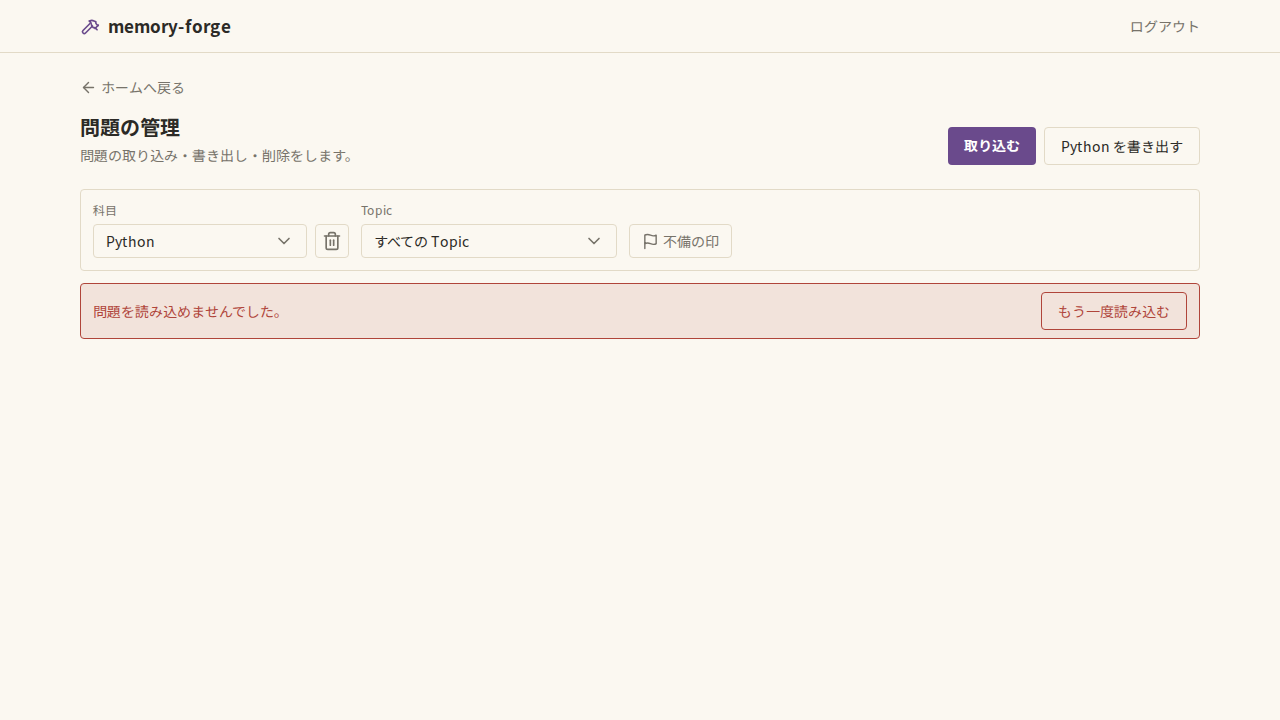 memory-forge
ログアウト
ホームへ戻る
問題の管理
問題の取り込み・書き出し・削除をします。
取り込む
Python を書き出す
科目
Topic
Python
すべての Topic
不備の印
問題を読み込めませんでした。
もう一度読み込む